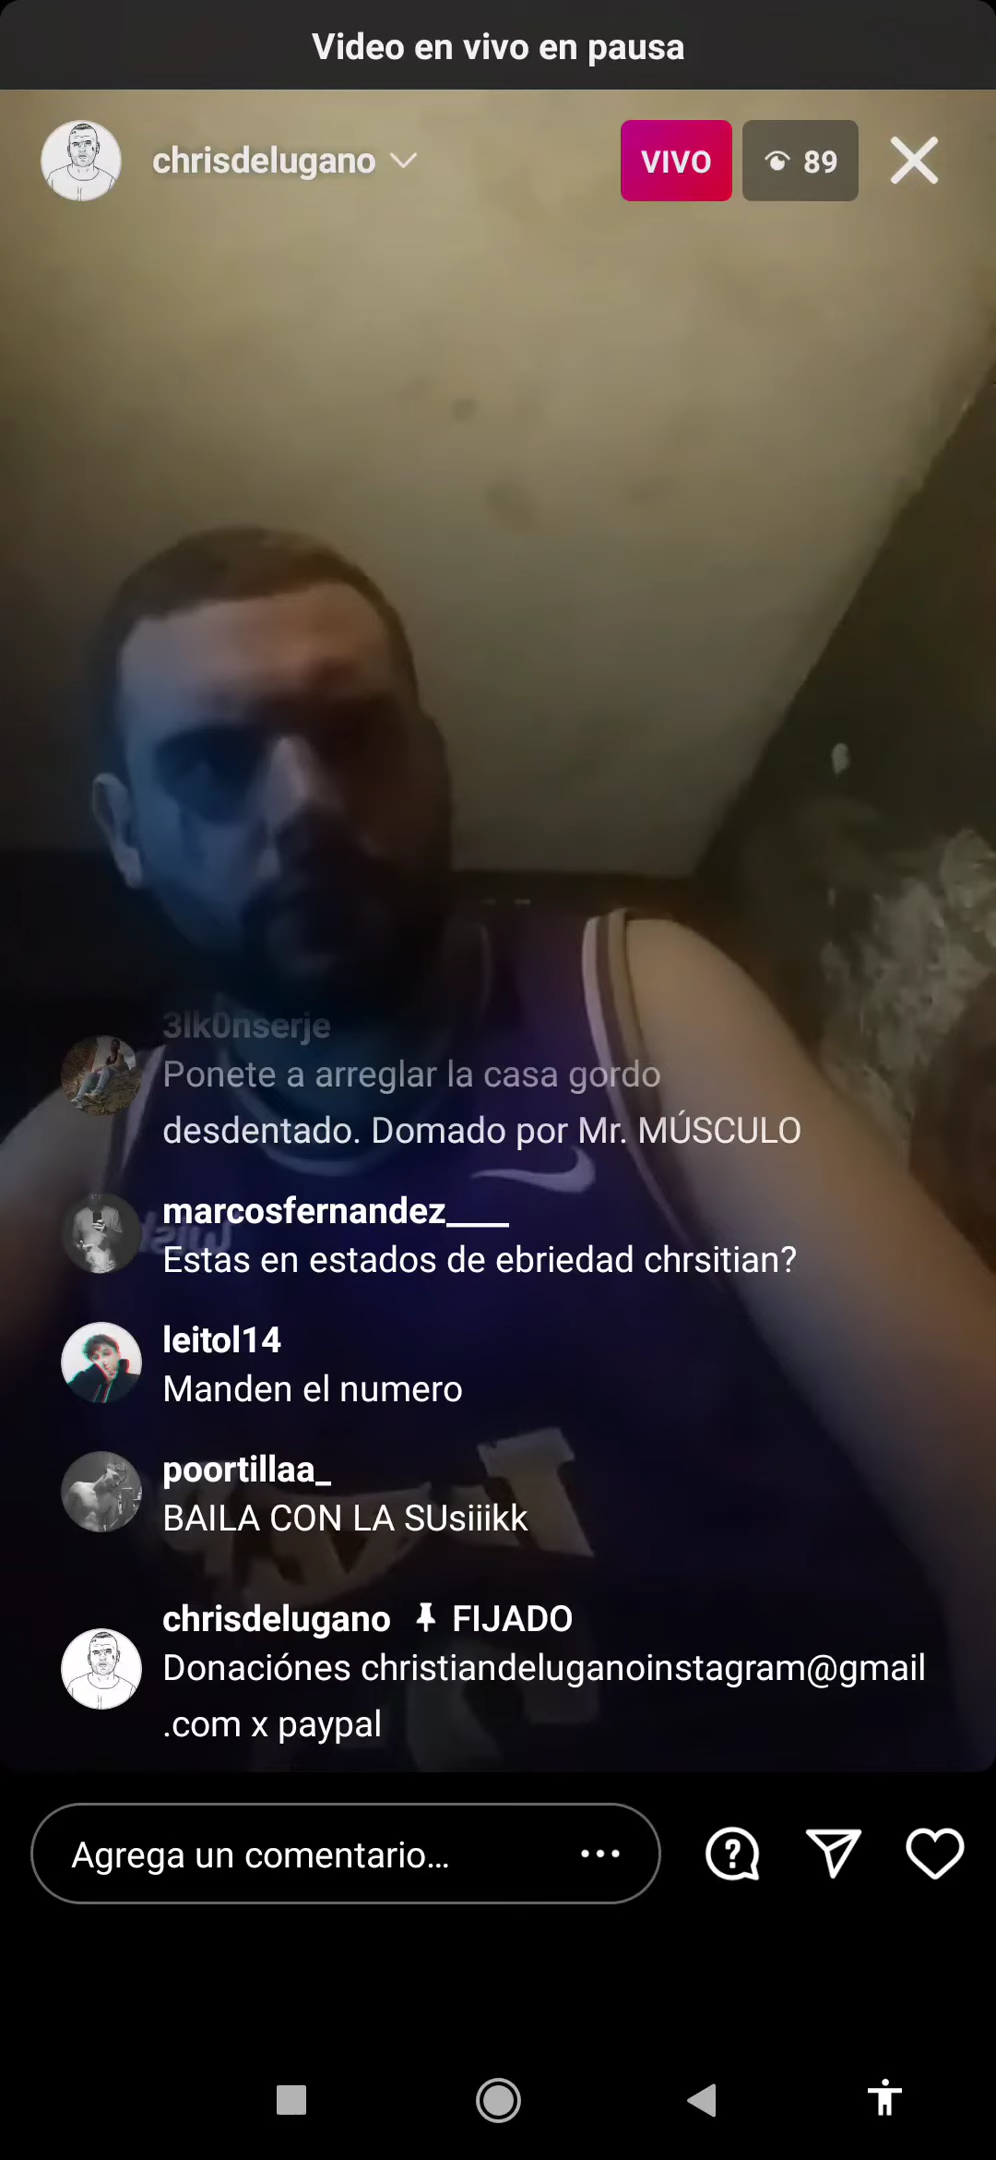 Video en vivo en pausa
chrisdelugano
VIVO
89
3lk0nserje
Ponete a arreglar la casa gordo
desdentado. Domado por Mr. MÚSCULO
marcosfernandez____
Estas en estados de ebriedad chrsitian?
leitol14
Manden el numero
poortillaa_
BAILA CON LA SUsiiikk
chrisdelugano FIJADO
Donaciónes christiandeluganoinstagram@gmail
.com x paypal
Agrega un comentario...